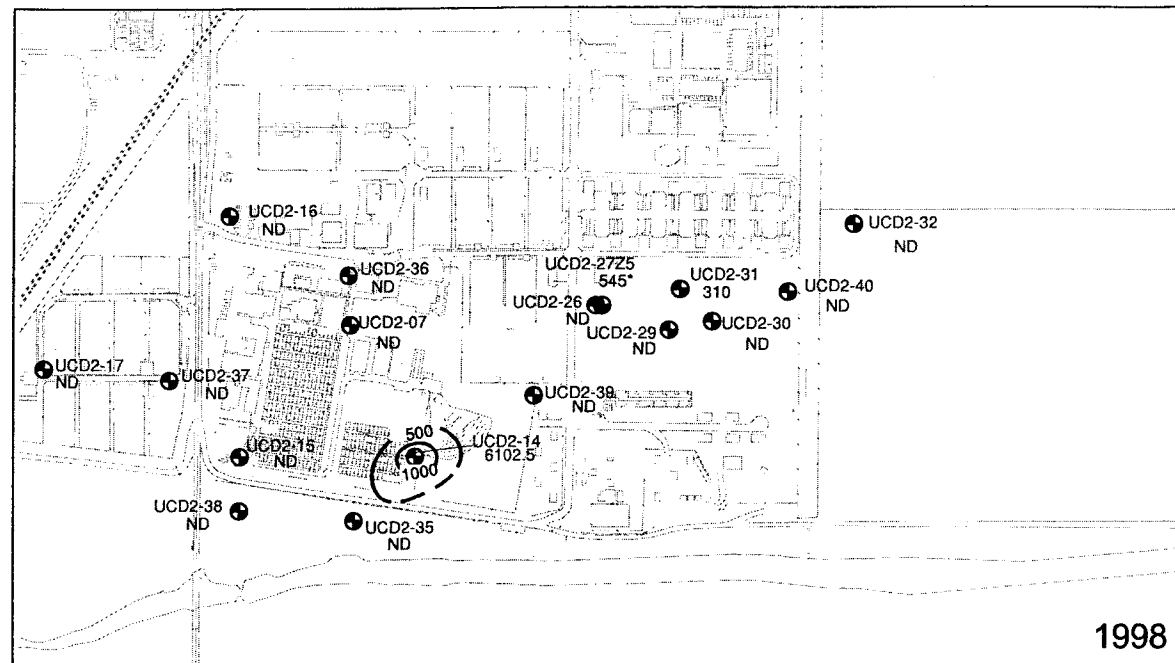 UCD2-16
ND
UCD2-32
ND
UCD2-36
ND
UCD2-27Z5
545*
UCD2-31
310
UCD2-40
ND
UCD2-26
ND
UCD2-07
ND
UCD2-29
ND
UCD2-30
ND
UCD2-17
ND
UCD2-37
ND
UCD2-39
ND
500
UCD2-14
6102.5
1000
UCD2-15
ND
UCD2-38
ND
UCD2-35
ND
1998